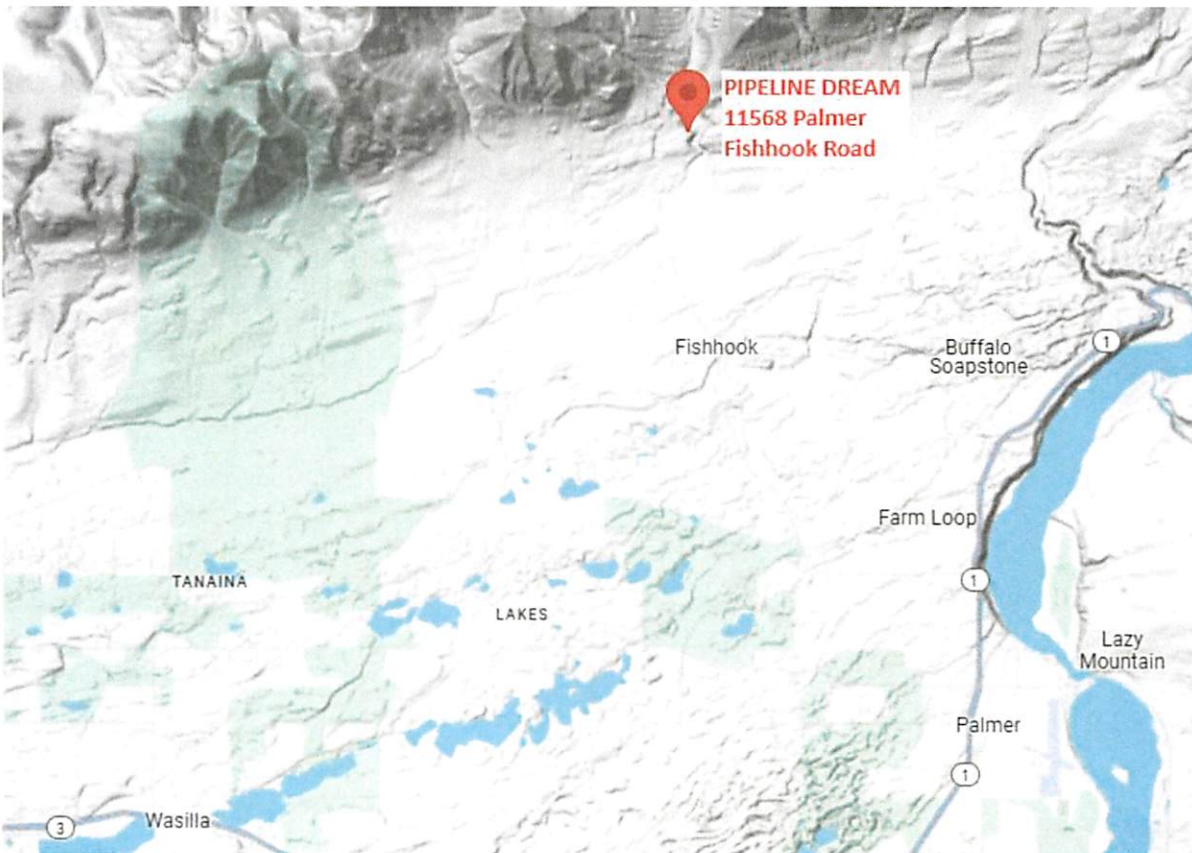 PIPELINE DREAM
11568 Palmer
Fishhook Road
1
Fishhook
Buffalo
Soapstone
Farm Loop
1
TANAINA
LAKES
Lazy
Mountain
Palmer
1
Wasilla
3